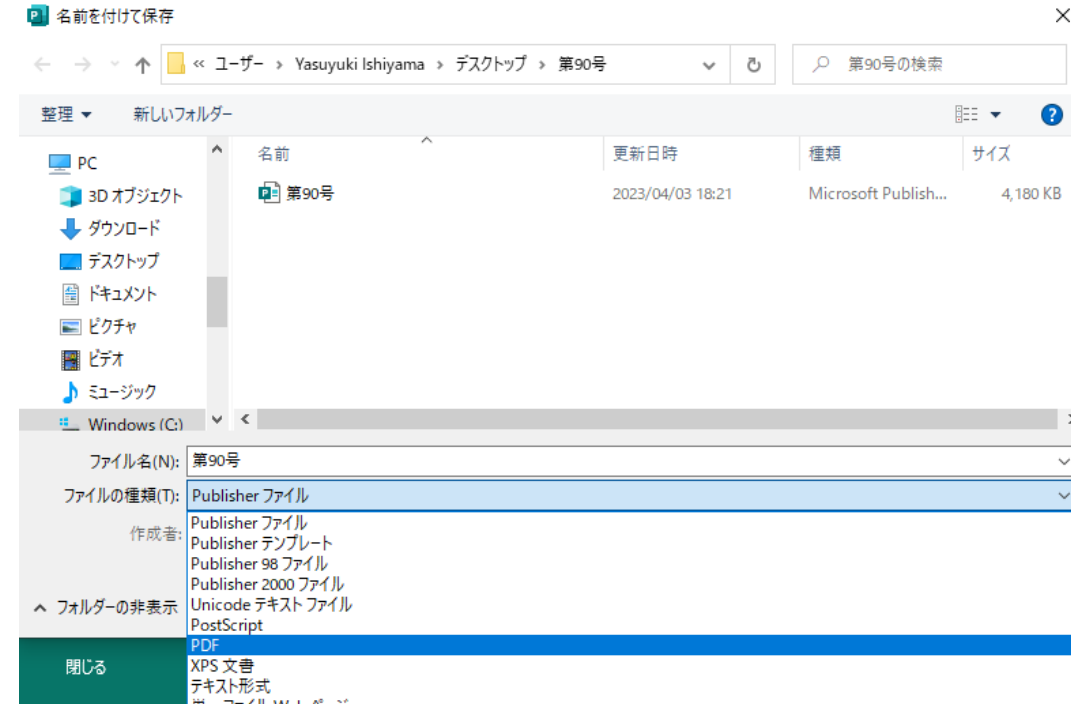 名前を付けて保存
« ユーザー › Yasuyuki Ishiyama › デスクトップ › 第90号
第90号の検索
整理 新しいフォルダー
名前 更新日時 種類 サイズ
第90号 2023/04/03 18:21 Microsoft Publish... 4,180 KB
PC
3D オブジェクト
ダウンロード
デスクトップ
ドキュメント
ピクチャ
ビデオ
ミュージック
Windows (C:)
ファイル名(N): 第90号
ファイルの種類(T): Publisher ファイル
作成者:
Publisher ファイル
Publisher テンプレート
Publisher 98 ファイル
Publisher 2000 ファイル
Unicode テキスト ファイル
PostScript
PDF
XPS 文書
テキスト形式
フォルダーの非表示
閉じる